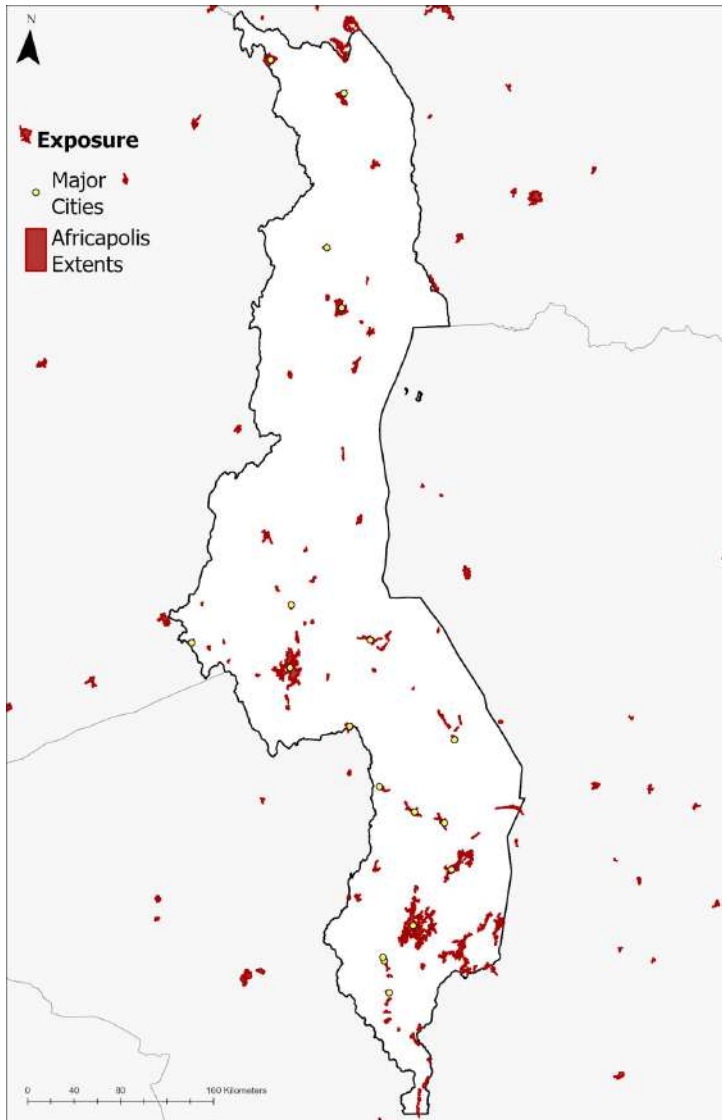 N
Exposure
Major
Cities
Africapolis
Extents
0 40 80 160 Kilometers